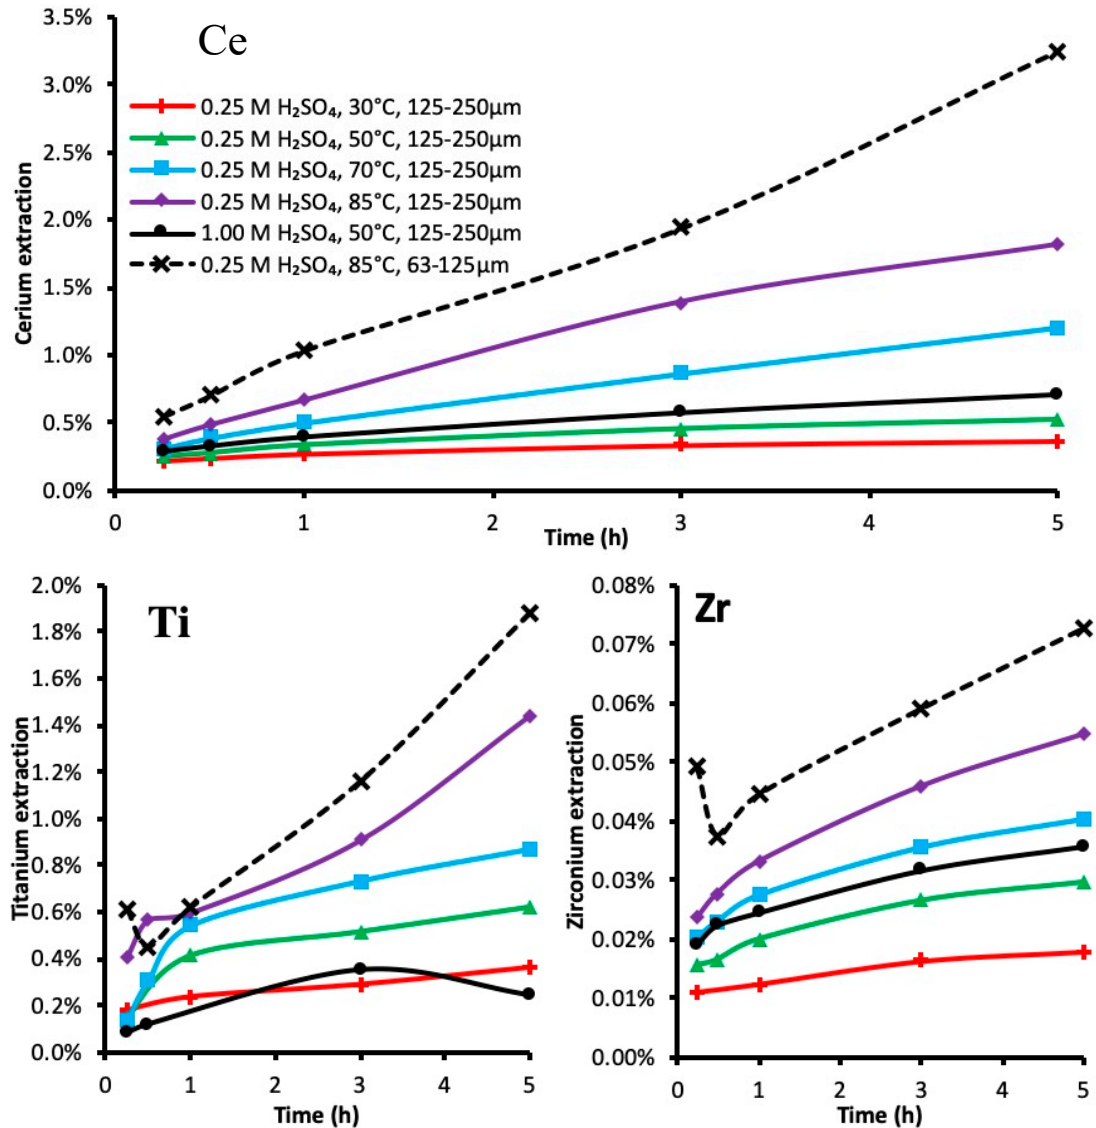 Ce
3.5%
3.0%
2.5%
2.0%
1.5%
1.0%
0.5%
0.0%
Cerium extraction
0.25 M H₂SO₄, 30°C, 125-250µm
0.25 M H₂SO₄, 50°C, 125-250µm
0.25 M H₂SO₄, 70°C, 125-250µm
0.25 M H₂SO₄, 85°C, 125-250µm
1.00 M H₂SO₄, 50°C, 125-250µm
0.25 M H₂SO₄, 85°C, 63-125µm
0 1 2 3 4 5
Time (h)
Ti
2.0%
1.8%
1.6%
1.4%
1.2%
1.0%
0.8%
0.6%
0.4%
0.2%
0.0%
Titanium extraction
0 1 2 3 4 5
Time (h)
Zr
0.08%
0.07%
0.06%
0.05%
0.04%
0.03%
0.02%
0.01%
0.00%
Zirconium extraction
0 1 2 3 4 5
Time (h)